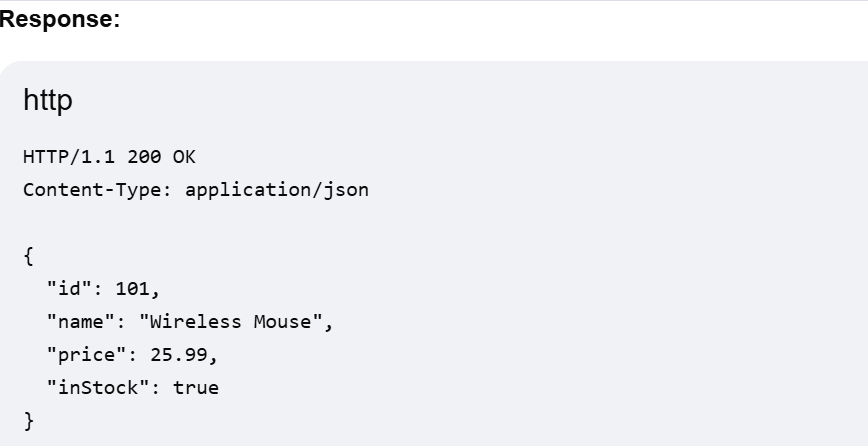 Response:
http
HTTP/1.1 200 OK
Content-Type: application/json
{
"id": 101,
"name": "Wireless Mouse",
"price": 25.99,
"inStock": true
}